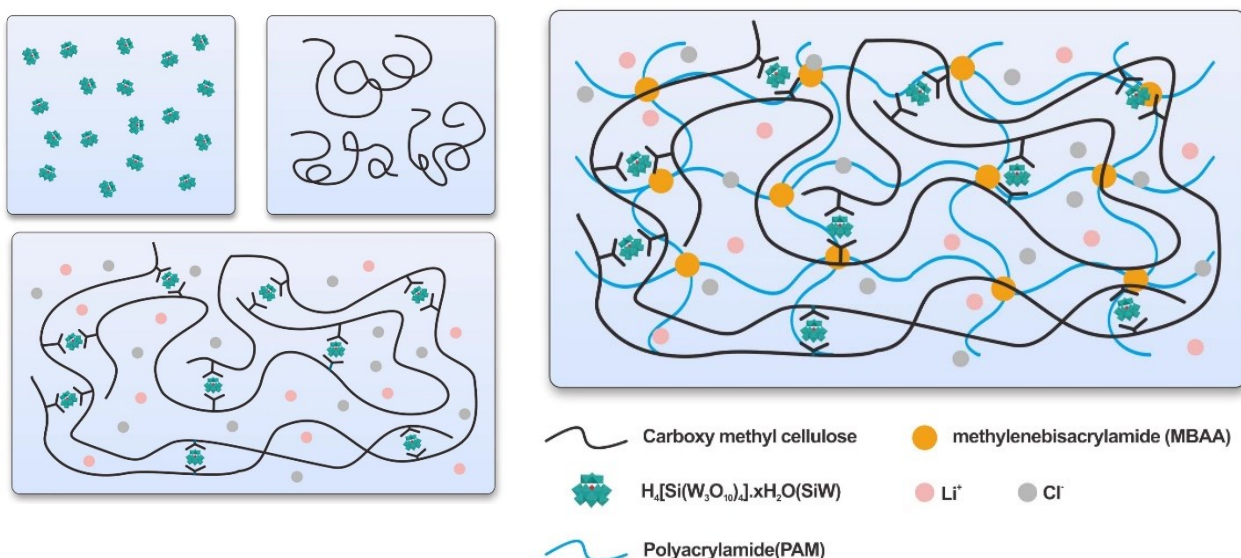 Carboxy methyl cellulose
methylenebisacrylamide (MBAA)
H₄[Si(W₃O₁₀)₄].xH₂O(SiW)
Li⁺
Cl⁻
Polyacrylamide(PAM)